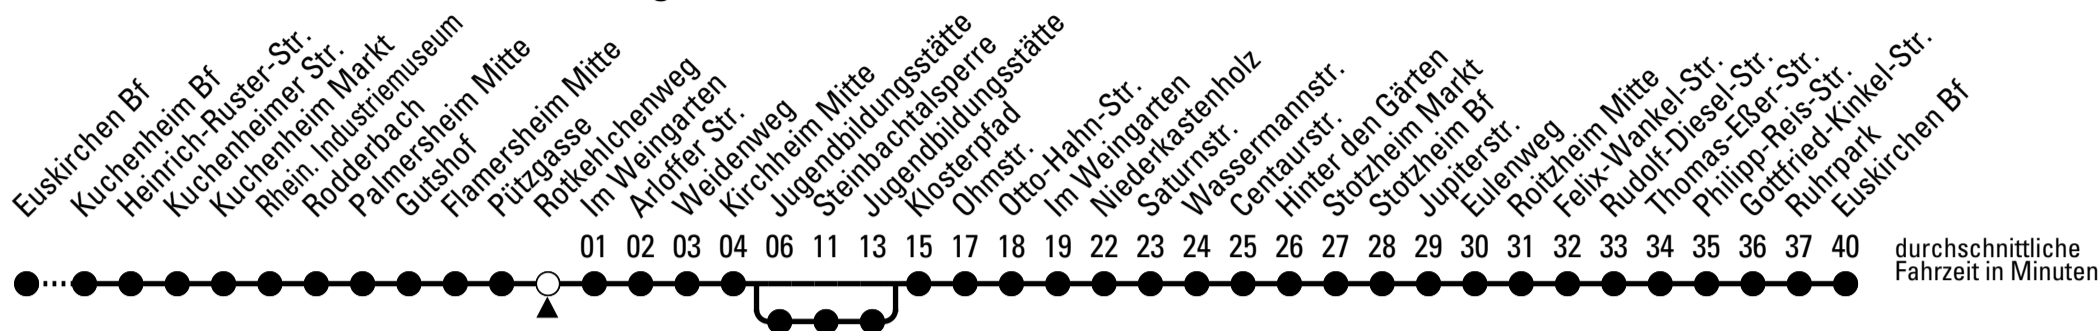 Euskirchen Bf
Kuchenheim Bf
Heinrich-Ruster-Str.
Kuchenheimer Str.
Kuchenheim Markt
Rhein. Industriemuseum
Rodderbach
Palmersheim Mitte
Gutshof
Flamersheim Mitte
Pützgasse
Rotkehlchenweg
Im Weingarten
Arloffer Str.
Weidenweg
Kirchheim Mitte
Jugendbildungsstätte
Steinbachtalsperre
Jugendbildungsstätte
Klosterpfad
Ohmstr.
Otto-Hahn-Str.
Im Weingarten
Niederkastenholz
Saturnstr.
Wassermannstr.
Centaurstr.
Hinter den Gärten
Stotzheim Markt
Stotzheim Bf
Jupiterstr.
Eulenweg
Roitzheim Mitte
Felix-Wankel-Str.
Rudolf-Diesel-Str.
Thomas-Eßer-Str.
Philipp-Reis-Str.
Gottfried-Kinkel-Str.
Ruhrpark
Euskirchen Bf
01 02 03 04 06 11 13 15 17 18 19 22 23 24 25 26 27 28 29 30 31 32 33 34 35 36 37 40
durchschnittliche
Fahrzeit in Minuten